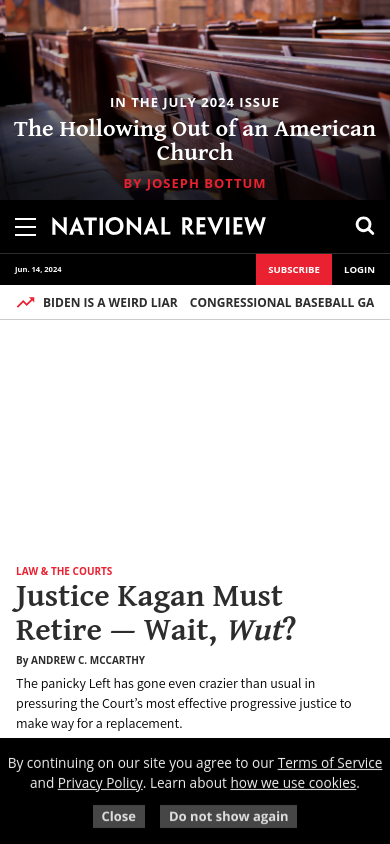 IN THE JULY 2024 ISSUE
The Hollowing Out of an American
Church
BY JOSEPH BOTTUM
NATIONAL REVIEW
Jun. 14, 2024
SUBSCRIBE
LOGIN
BIDEN IS A WEIRD LIAR CONGRESSIONAL BASEBALL GA
LAW & THE COURTS
Justice Kagan Must
Retire — Wait, Wut?
By ANDREW C. MCCARTHY
The panicky Left has gone even crazier than usual in
pressuring the Court’s most effective progressive justice to
make way for a replacement.
By continuing on our site you agree to our Terms of Service
and Privacy Policy. Learn about how we use cookies.
Close
Do not show again